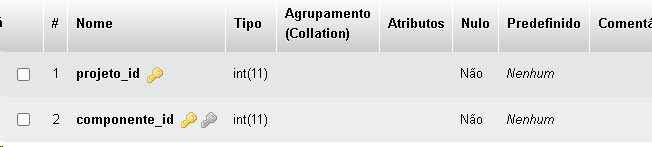 # Nome Tipo Agrupamento (Collation) Atributos Nulo Predefinido Comentá
1 projeto_id int(11) Não Nenhum
2 componente_id int(11) Não Nenhum